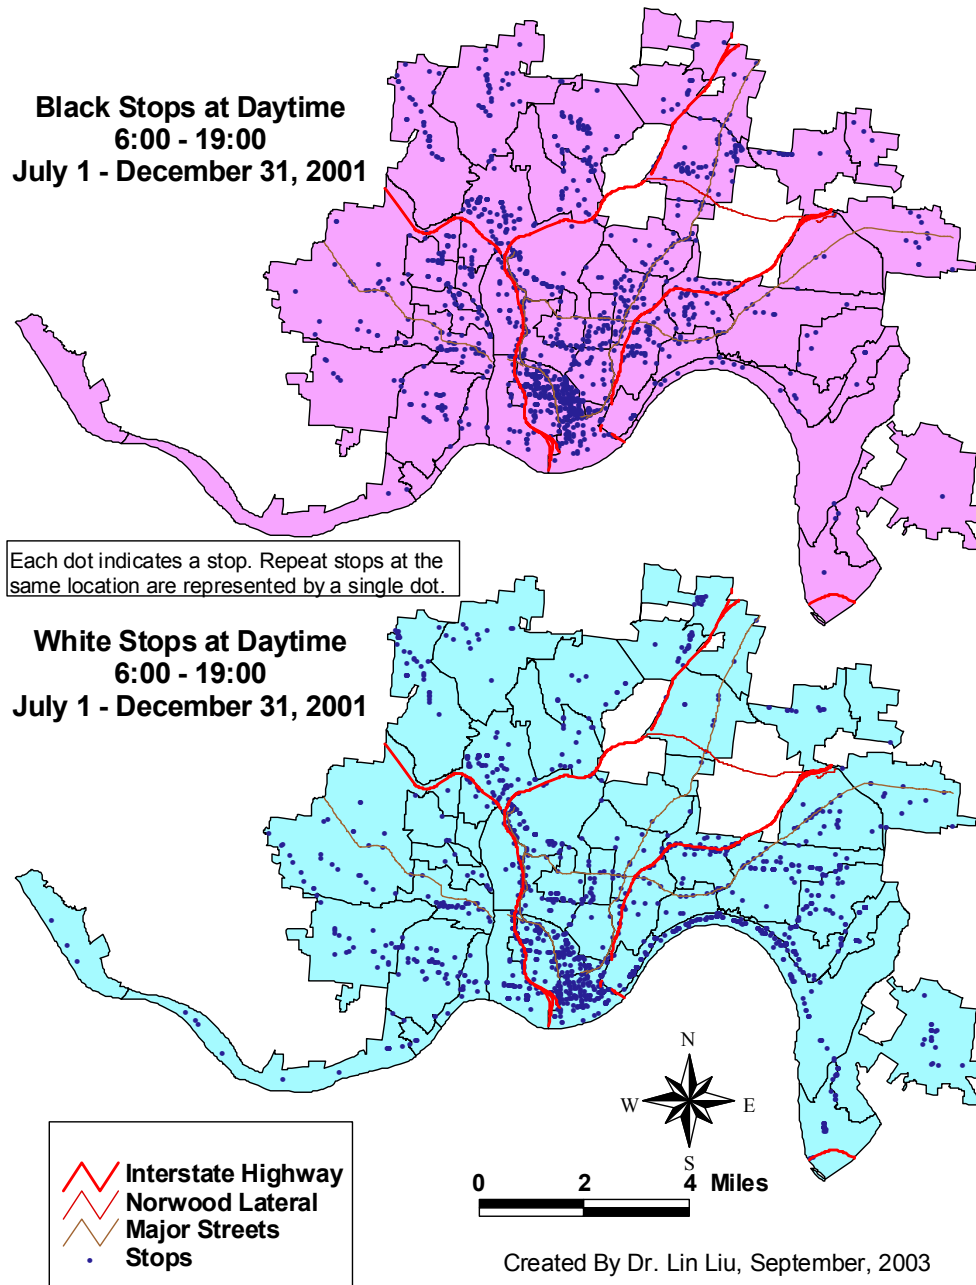 Black Stops at Daytime
6:00 - 19:00
July 1 - December 31, 2001
Each dot indicates a stop. Repeat stops at the
same location are represented by a single dot.
White Stops at Daytime
6:00 - 19:00
July 1 - December 31, 2001
N
W E
S
Interstate Highway
Norwood Lateral
Major Streets
Stops
0 2 4 Miles
Created By Dr. Lin Liu, September, 2003